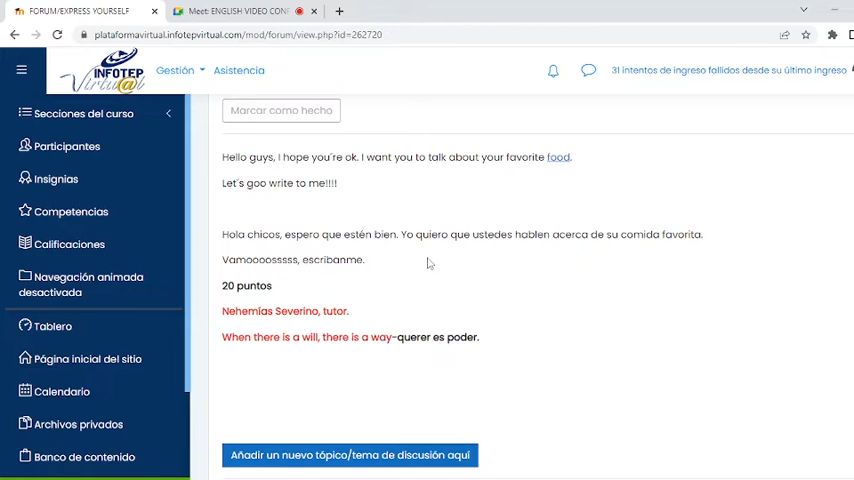 FORUM/EXPRESS YOURSELF
Meet: ENGLISH VIDEO CONF
plataformavirtual.infotepvirtual.com/mod/forum/view.php?id=262720
INFOTEP
Virtu@l
Gestión
Asistencia
31 intentos de ingreso fallidos desde su último ingreso
Secciones del curso
Participantes
Insignias
Competencias
Calificaciones
Navegación animada
desactivada
Tablero
Página inicial del sitio
Calendario
Archivos privados
Banco de contenido
Marcar como hecho
Hello guys, I hope you´re ok. I want you to talk about your favorite food.
Let´s goo write to me!!!!
Hola chicos, espero que estén bien. Yo quiero que ustedes hablen acerca de su comida favorita.
Vamoooosssss, escribanme.
20 puntos
Nehemías Severino, tutor.
When there is a will, there is a way-querer es poder.
Añadir un nuevo tópico/tema de discusión aquí